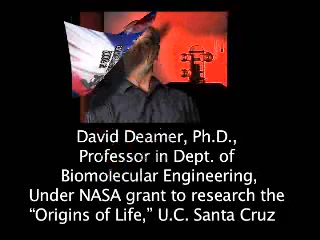 David Deamer, Ph.D.,
Professor in Dept. of
Biomolecular Engineering,
Under NASA grant to research the
“Origins of Life,” U.C. Santa Cruz